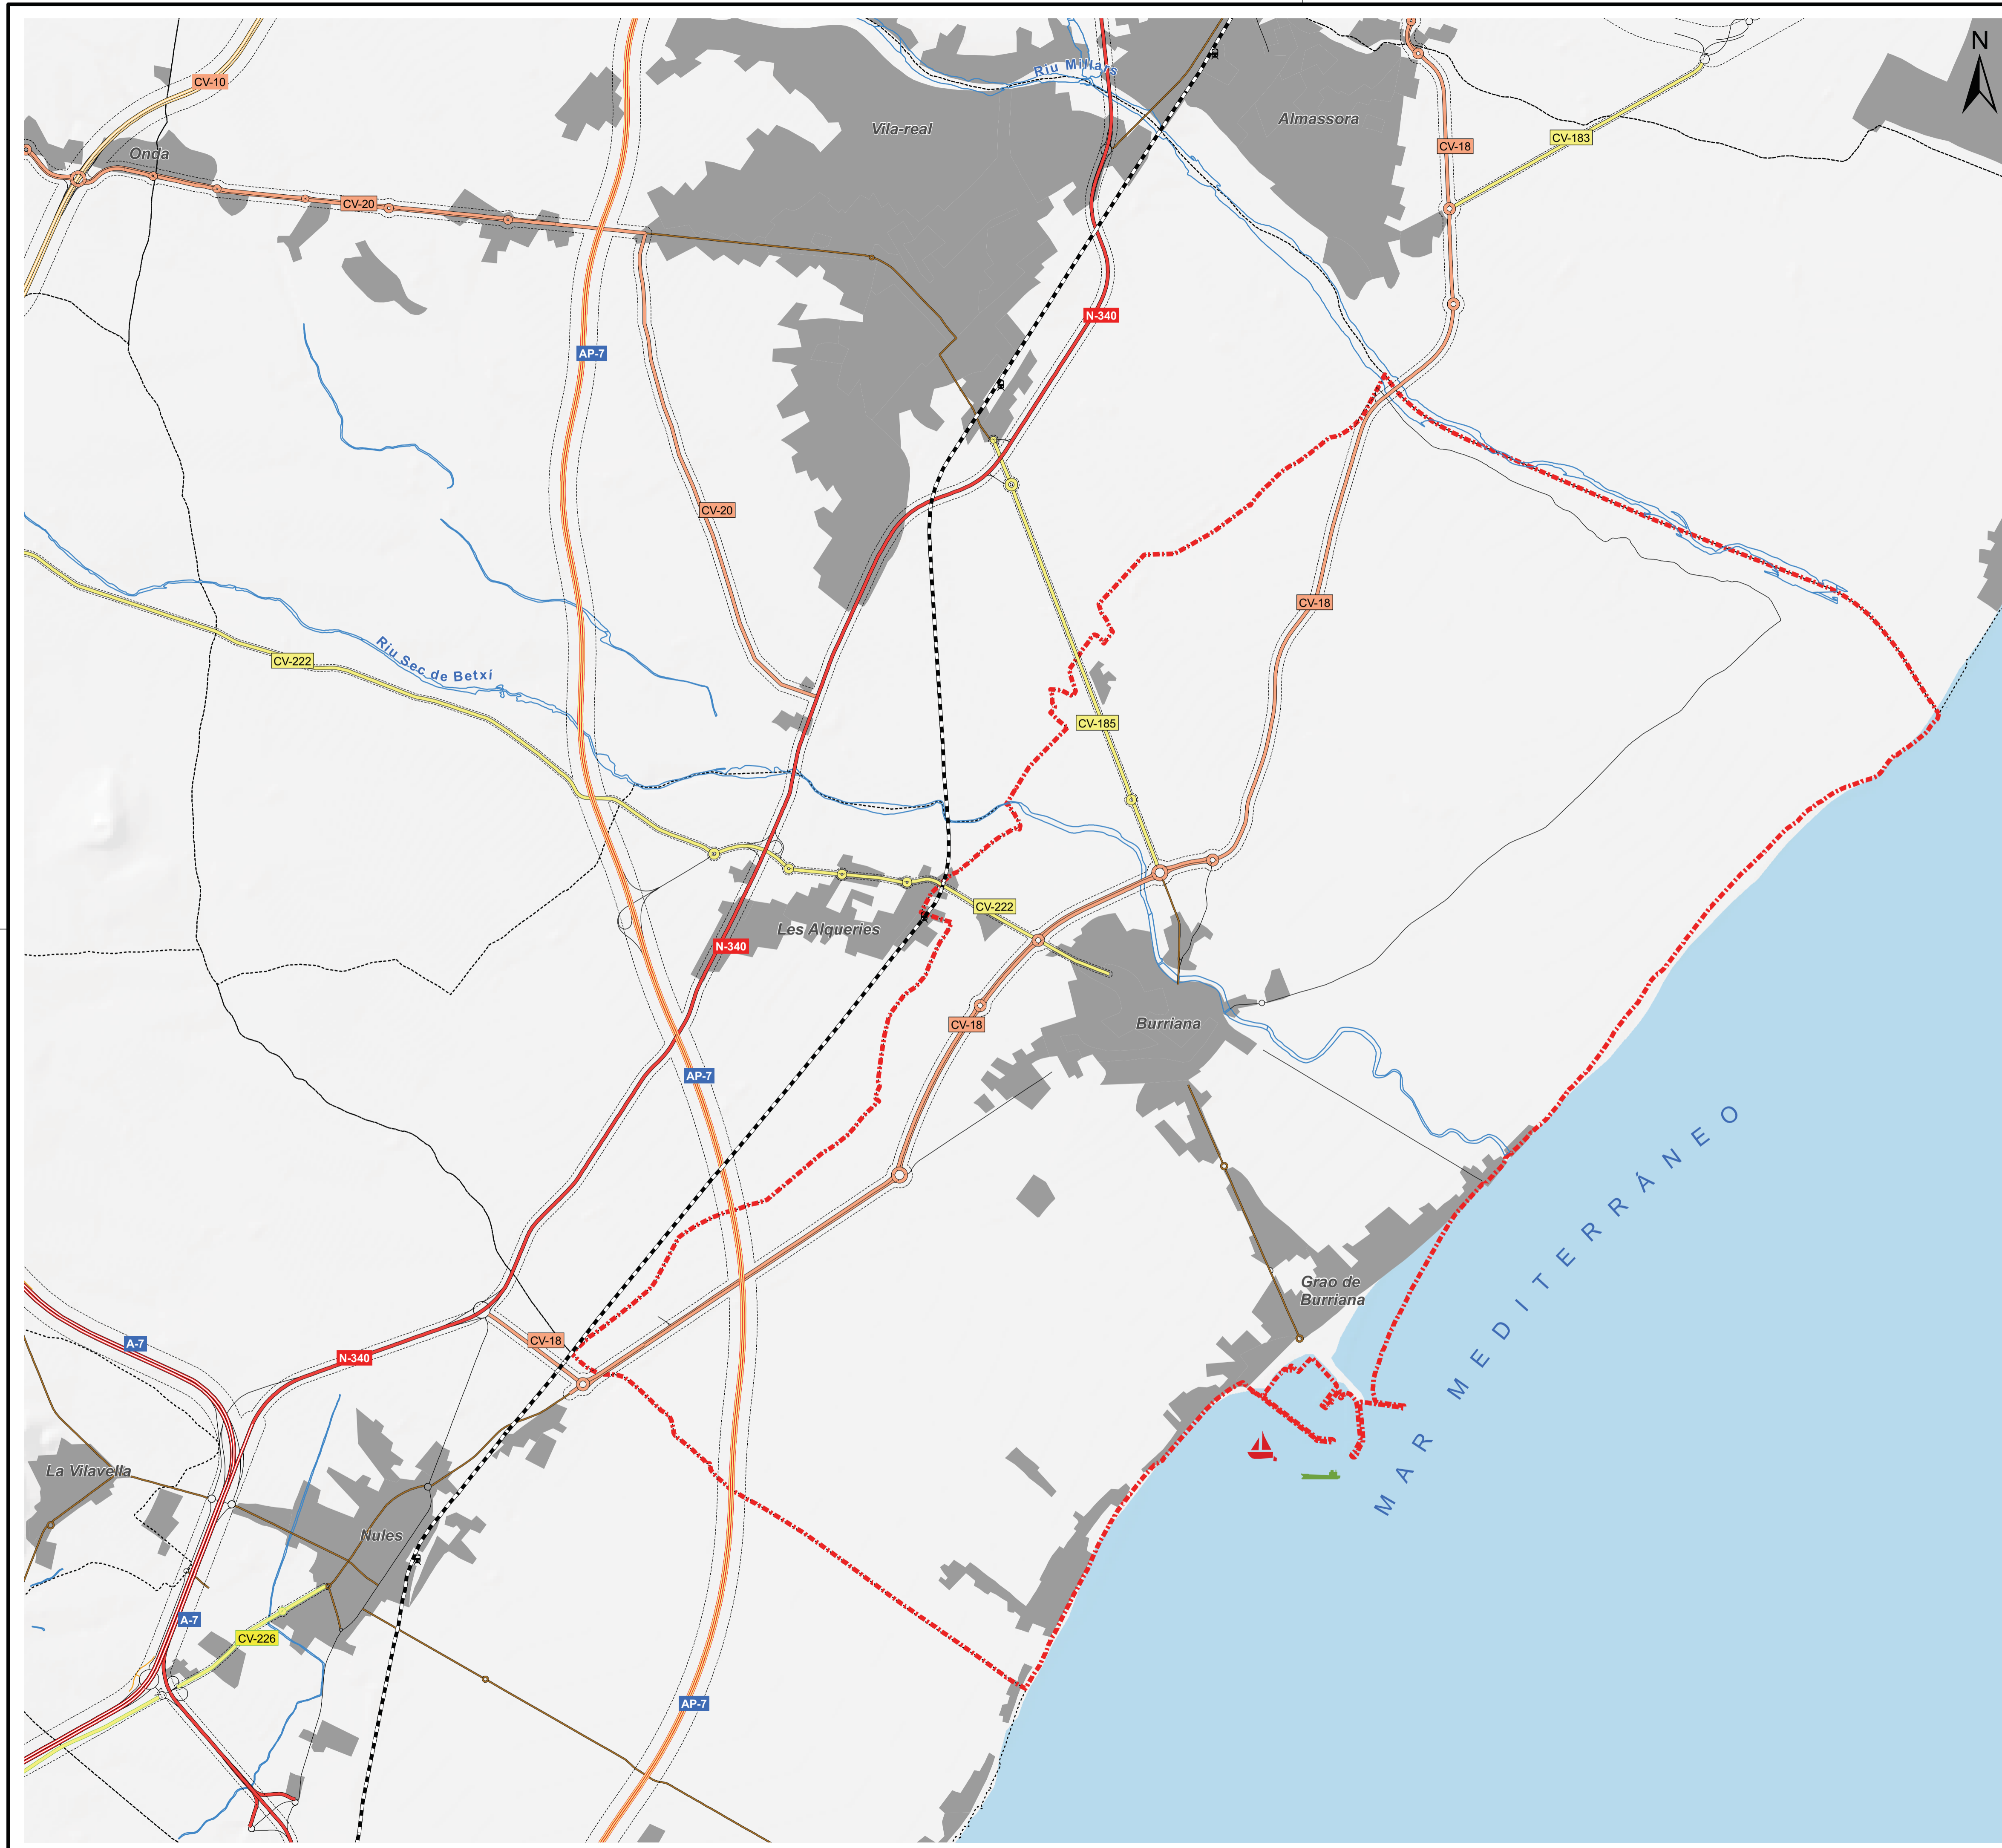 N
Riu Millars
CV-10
Vila-real
Almassora
CV-183
CV-18
Onda
CV-20
N-340
AP-7
CV-20
CV-18
CV-222
Riu Sec de Betxí
CV-185
CV-222
Les Alqueries
N-340
CV-18
Burriana
AP-7
MAR MEDITERRÁNEO
Grao de
Burriana
CV-18
A-7
N-340
La Vilavella
Nules
A-7
CV-226
AP-7